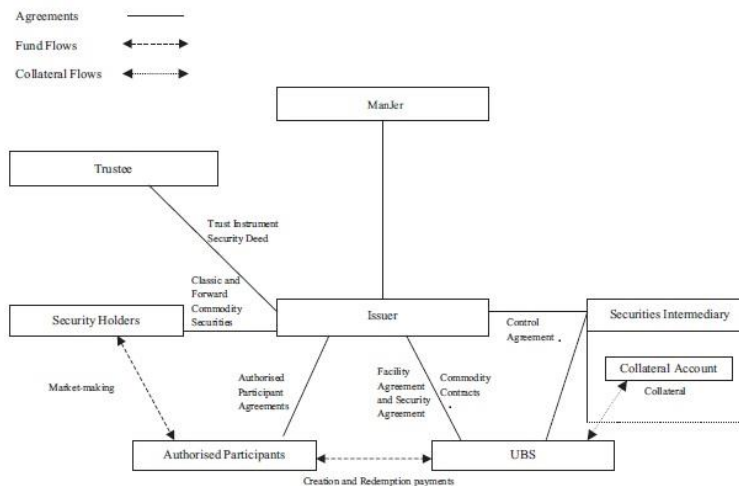 Agreements
Fund Flows
Collateral Flows
ManJer
Trustee
Trust Instrument
Security Deed
Classic and
Forward
Commodity
Securities
Security Holders
Issuer
Securities Intermediary
Control
Agreement
Collateral Account
Collateral
Market-making
Authorised
Participant
Agreements
Facility
Agreement
and Security
Agreement
Commodity
Contracts
Authorised Participants
UBS
Creation and Redemption payments